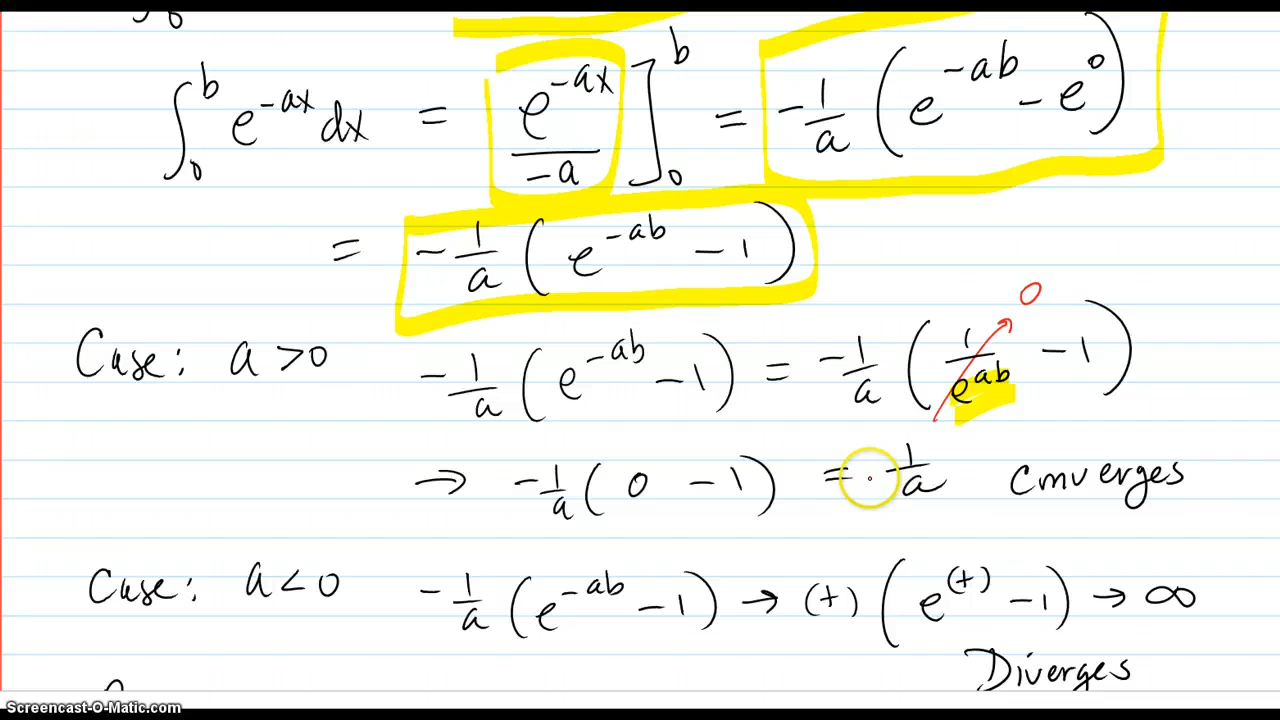 ∫₀ᵇ e^(-ax) dx = e^(-ax)/(-a) ]₀ᵇ = -1/a ( e^(-ab) - e⁰ )
= -1/a ( e^(-ab) - 1 )
Case: a > 0 -1/a ( e^(-ab) - 1 ) = -1/a ( 1/e^(ab) - 1 ) 0
→ -1/a ( 0 - 1 ) = 1/a Cmverges
Case: a < 0 -1/a ( e^(-ab) - 1 ) → (+) ( e^(+) - 1 ) → ∞
Diverges
Screencast-O-Matic.com